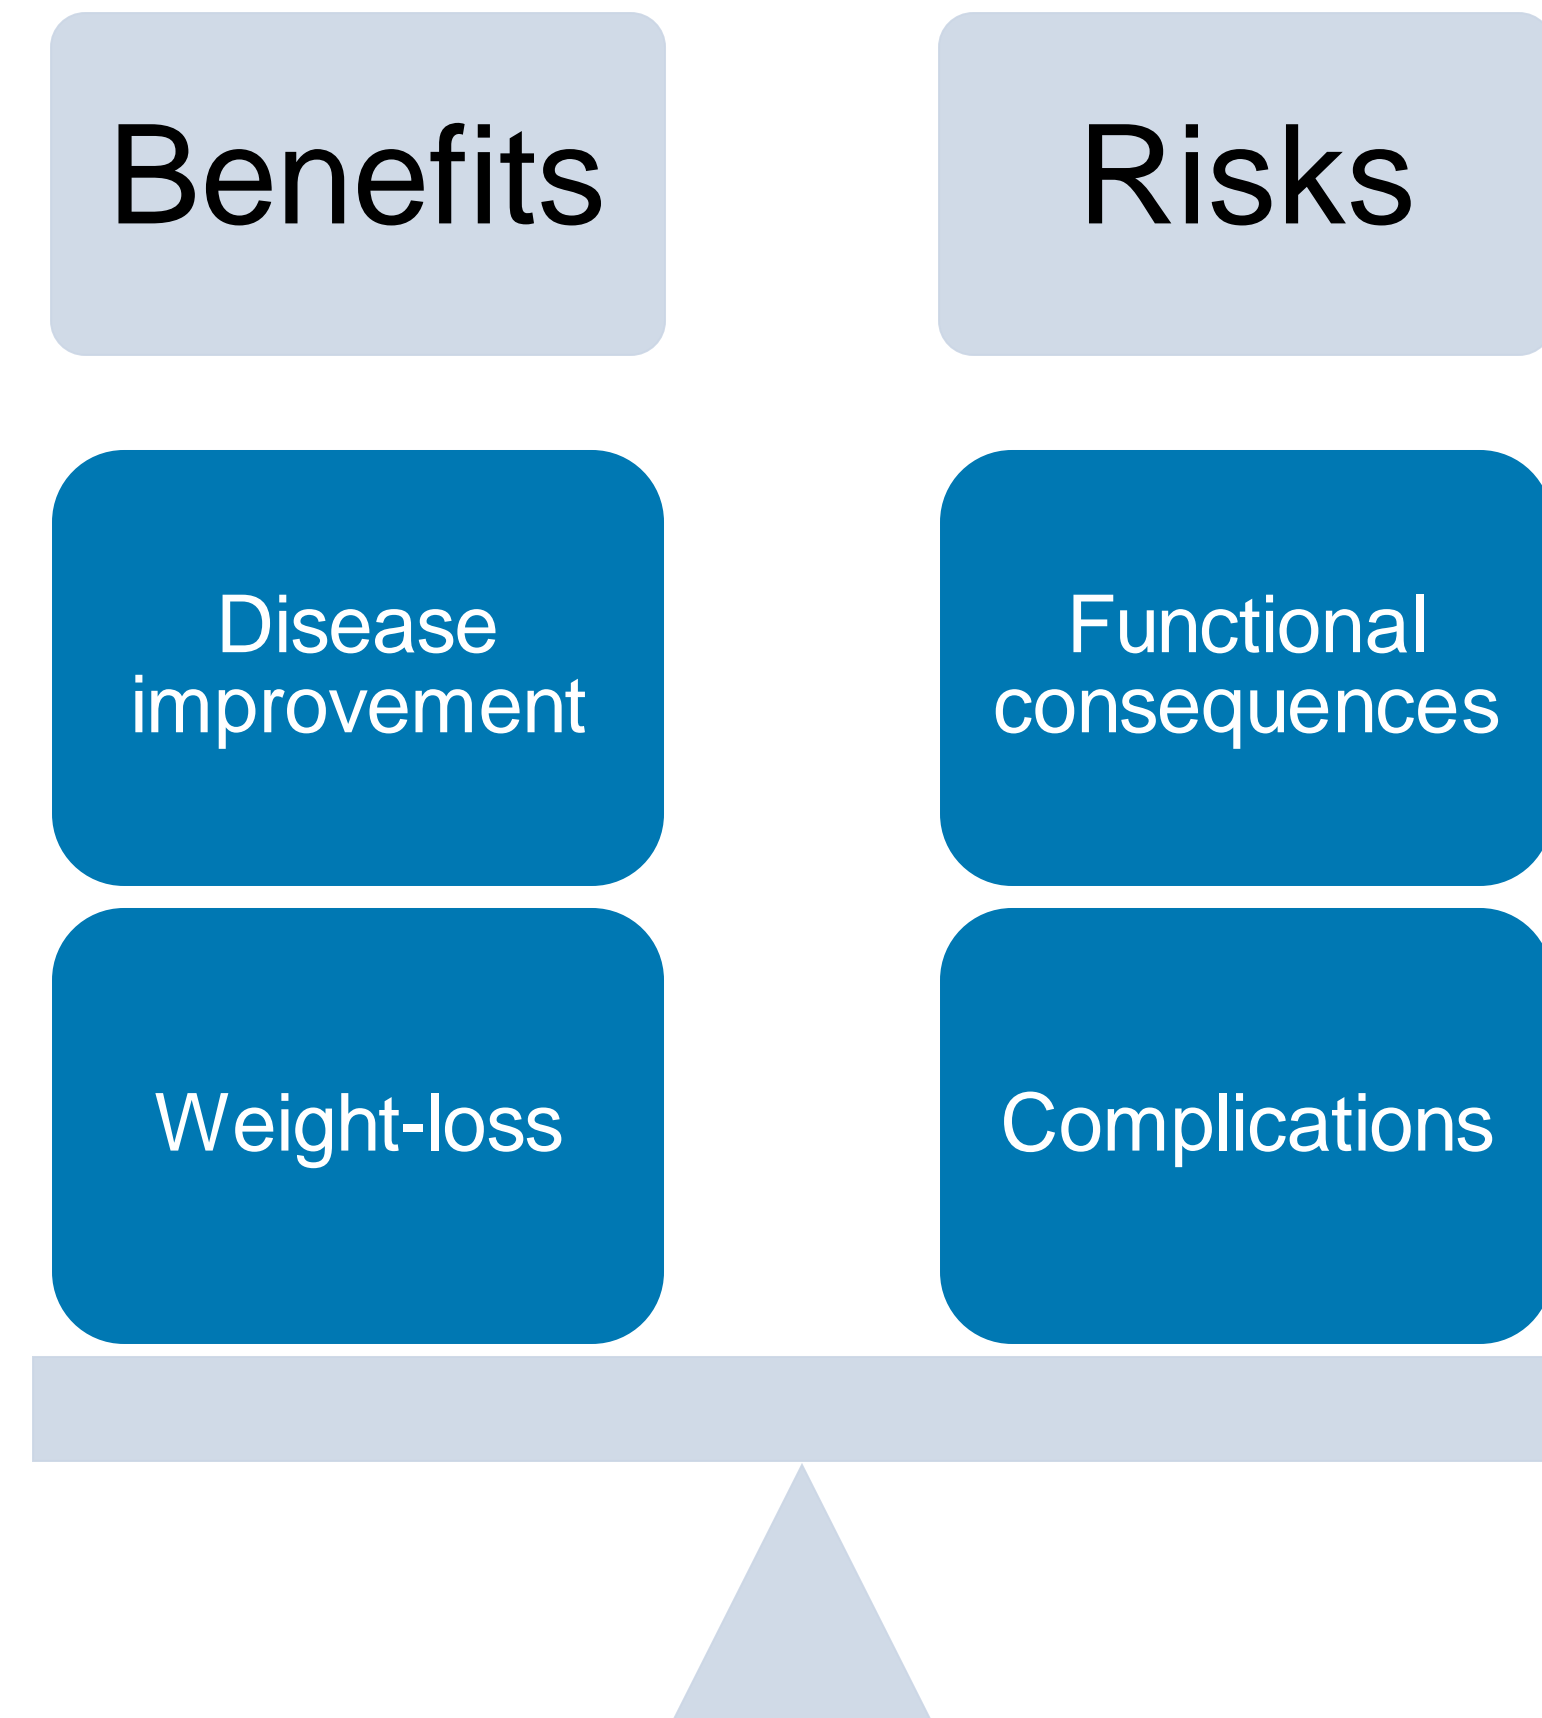 Benefits
Risks
Disease
improvement
Functional
consequences
Weight-loss
Complications